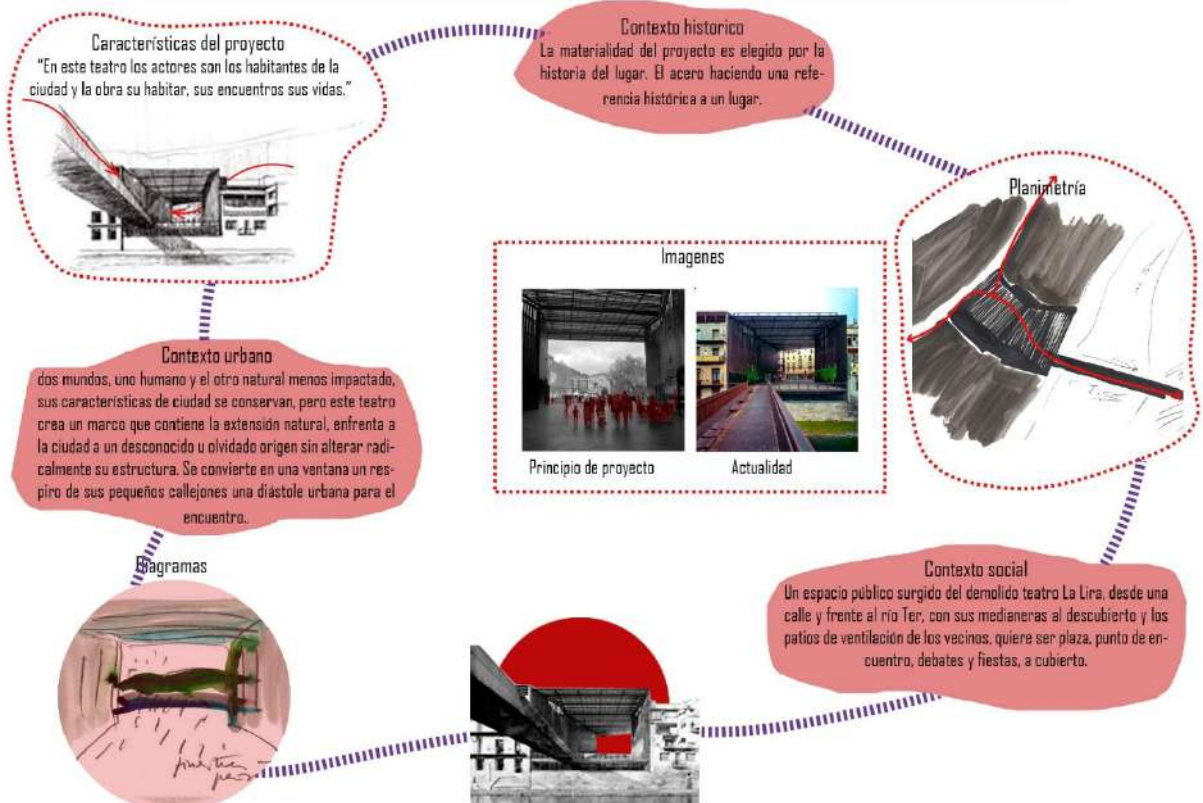 Características del proyecto
“En este teatro los actores son los habitantes de la
ciudad y la obra su habitar, sus encuentros sus vidas.”
Contexto historico
La materialidad del proyecto es elegido por la
historia del lugar. El acero haciendo una refe-
rencia histórica a un lugar.
Planimetría
Imagenes
Principio de proyecto
Actualidad
Contexto urbano
dos mundos, uno humano y el otro natural menos impactado,
sus características de ciudad se conservan, pero este teatro
crea un marco que contiene la extensión natural, enfrenta a
la ciudad a un desconocido u olvidado origen sin alterar radi-
calmente su estructura. Se convierte en una ventana un res-
piro de sus pequeños callejones una diástole urbana para el
encuentro..
Diagramas
Contexto social
Un espacio público surgido del demolido teatro La Lira, desde una
calle y frente al río Ter, con sus medianeras al descubierto y los
patios de ventilación de los vecinos, quiere ser plaza, punto de en-
cuentro, debates y fiestas, a cubierto.